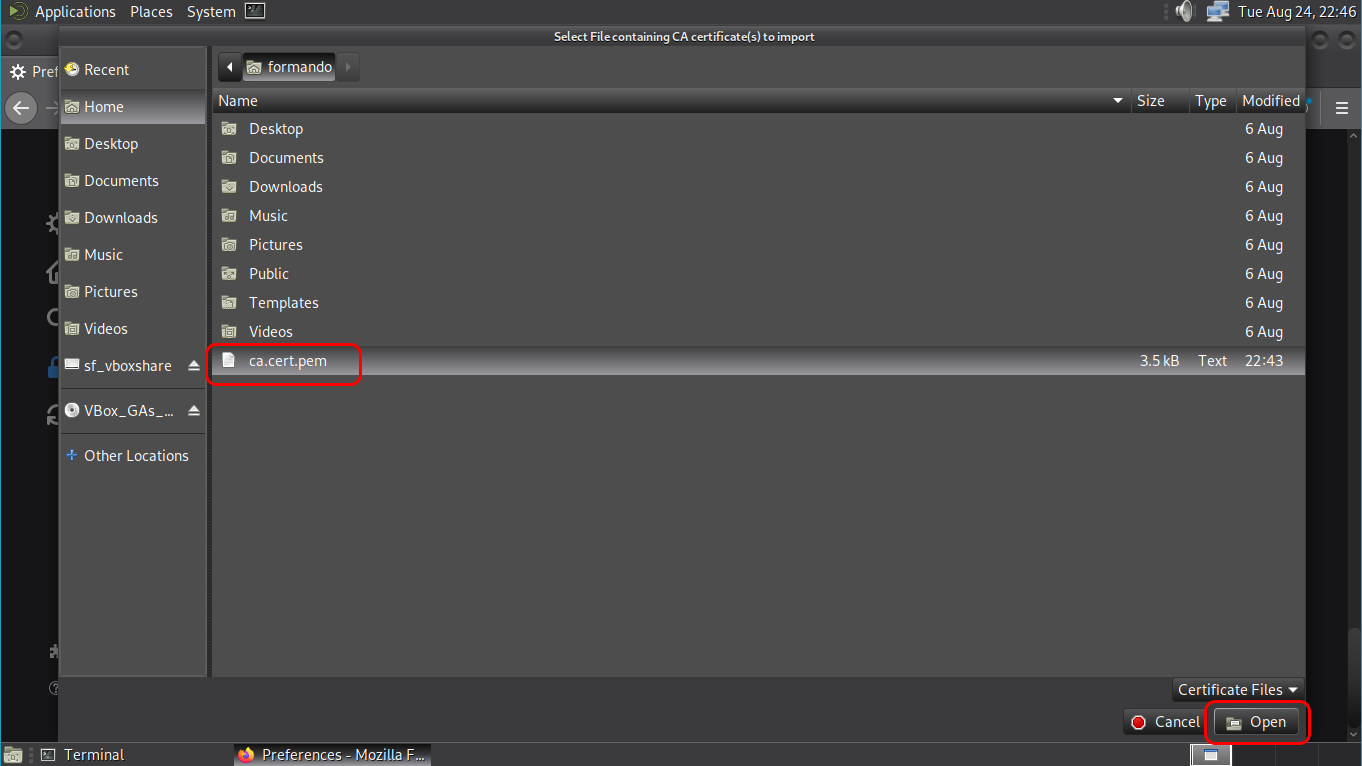 Applications Places System Tue Aug 24, 22:46
Select File containing CA certificate(s) to import
Pref
Recent
Home
Desktop
Documents
Downloads
Music
Pictures
Videos
sf_vboxshare
VBox_GAs_...
Other Locations
formando
Name Size Type Modified
Desktop 6 Aug
Documents 6 Aug
Downloads 6 Aug
Music 6 Aug
Pictures 6 Aug
Public 6 Aug
Templates 6 Aug
Videos 6 Aug
ca.cert.pem 3.5 kB Text 22:43
Certificate Files
Cancel Open
Terminal Preferences - Mozilla F...